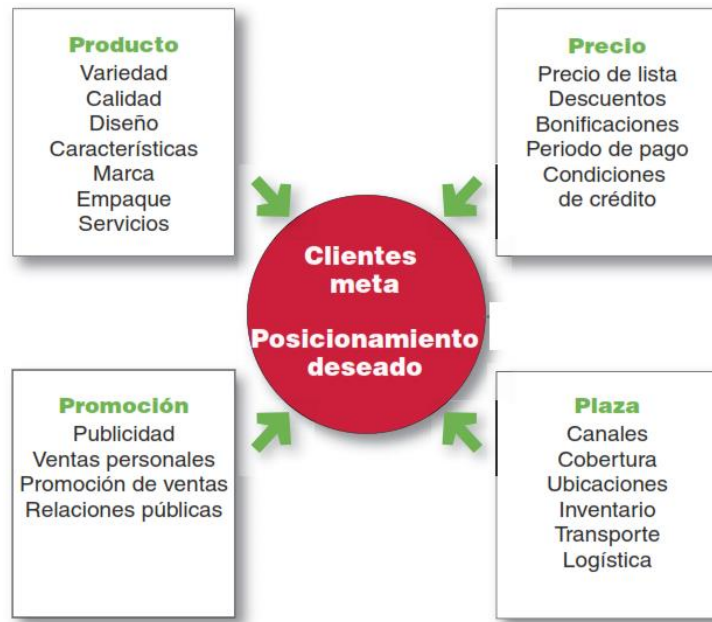 Producto
Variedad
Calidad
Diseño
Características
Marca
Empaque
Servicios
Precio
Precio de lista
Descuentos
Bonificaciones
Periodo de pago
Condiciones
de crédito
Clientes
meta
Posicionamiento
deseado
Promoción
Publicidad
Ventas personales
Promoción de ventas
Relaciones públicas
Plaza
Canales
Cobertura
Ubicaciones
Inventario
Transporte
Logística